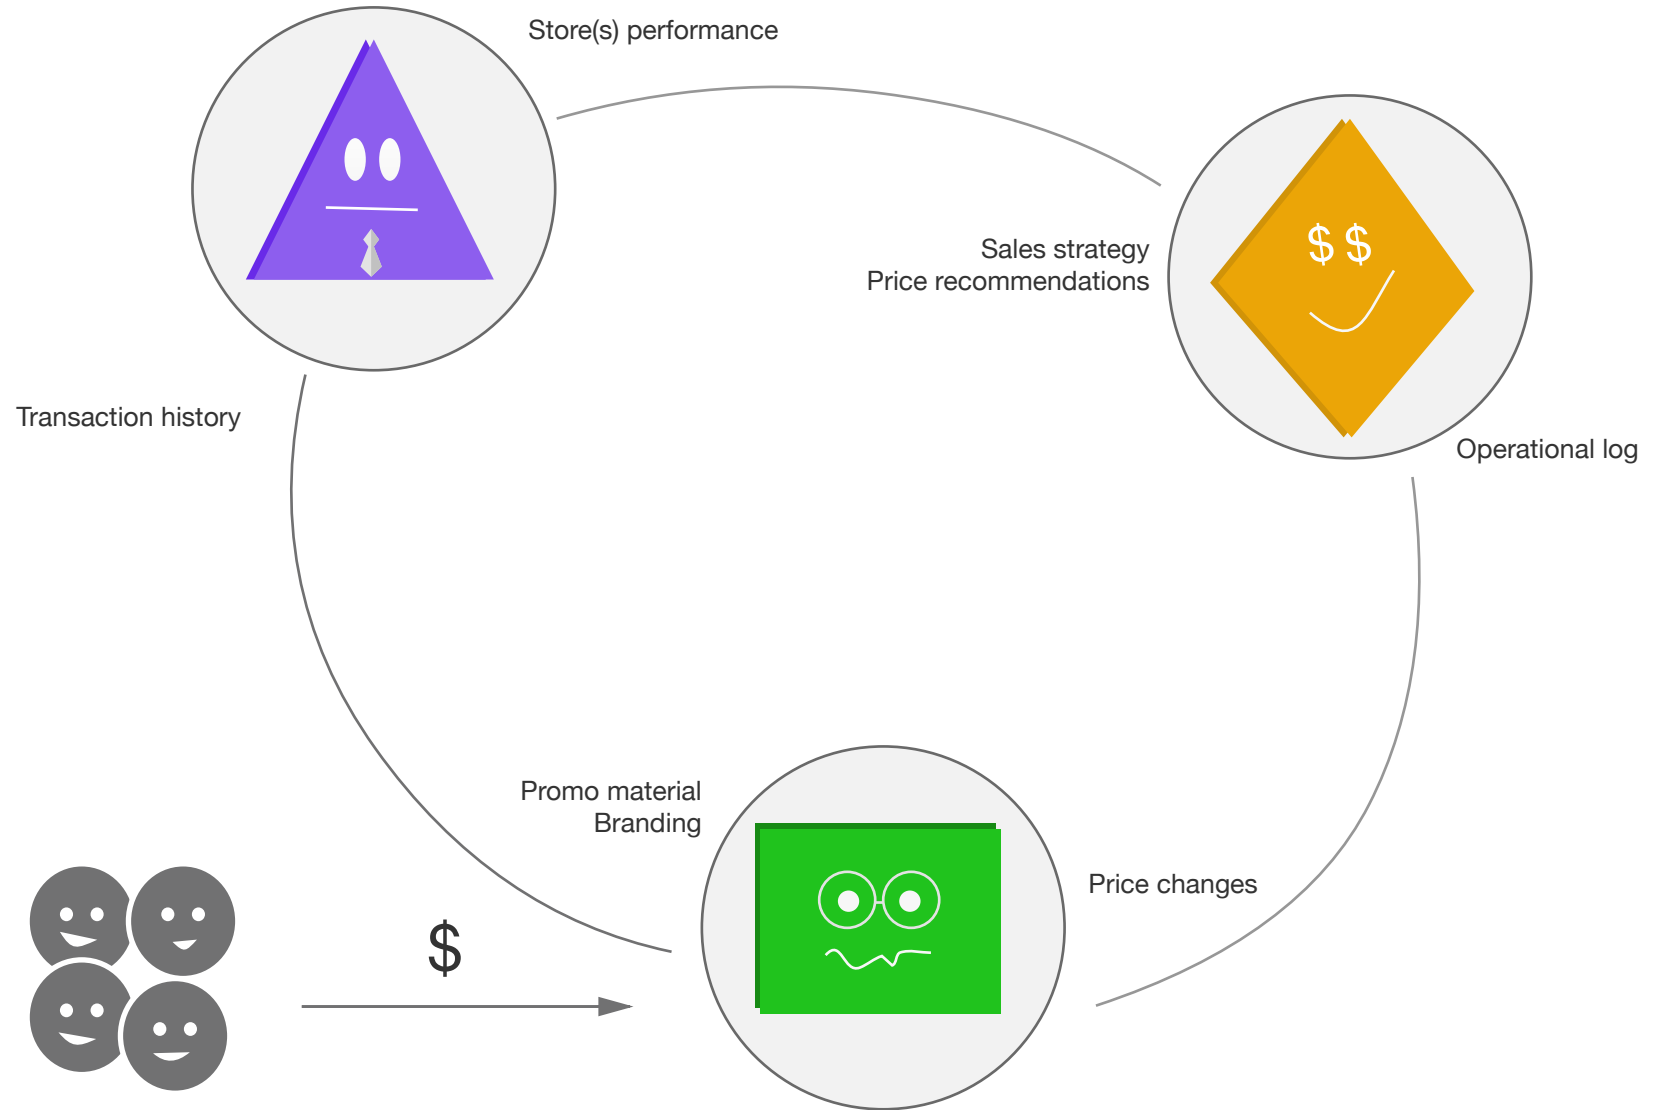 Store(s) performance
$ $
Sales strategy
Price recommendations
Transaction history
Operational log
Promo material
Branding
Price changes
$